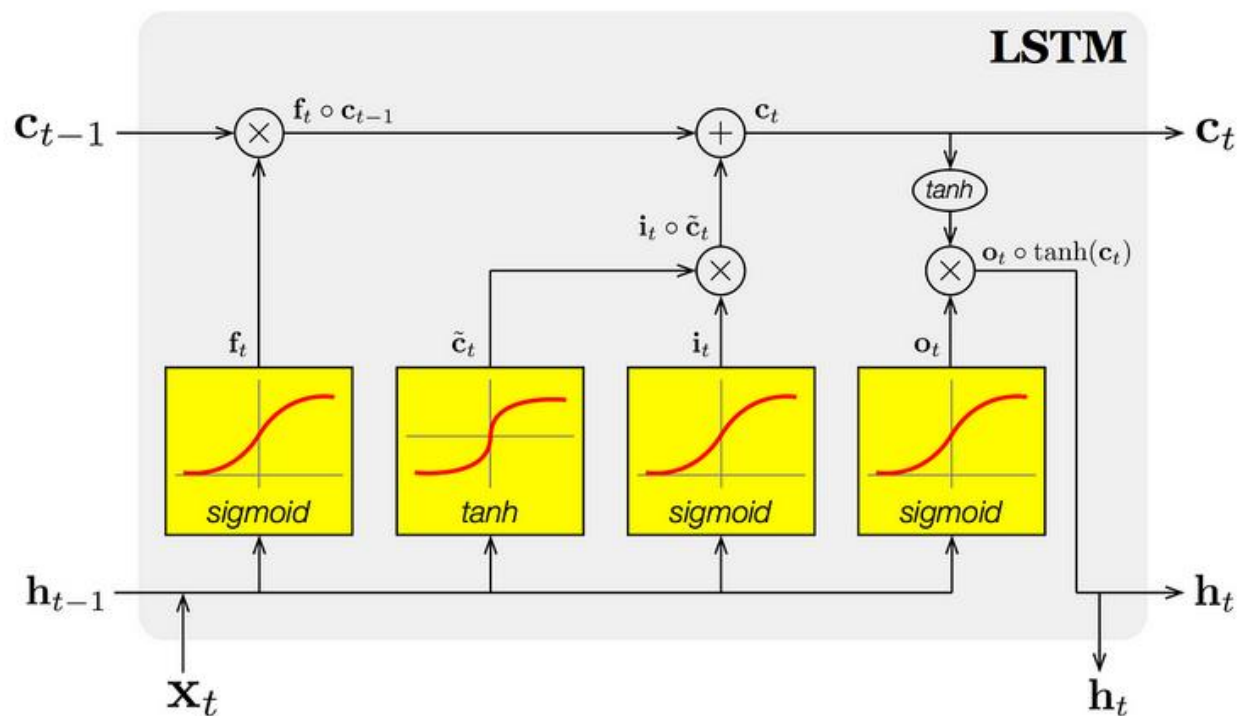 LSTM
c_{t−1}
f_t ∘ c_{t−1}
c_t
c_t
tanh
i_t ∘ c̃_t
o_t ∘ tanh(c_t)
f_t
c̃_t
i_t
o_t
sigmoid
tanh
sigmoid
sigmoid
h_{t−1}
h_t
x_t
h_t